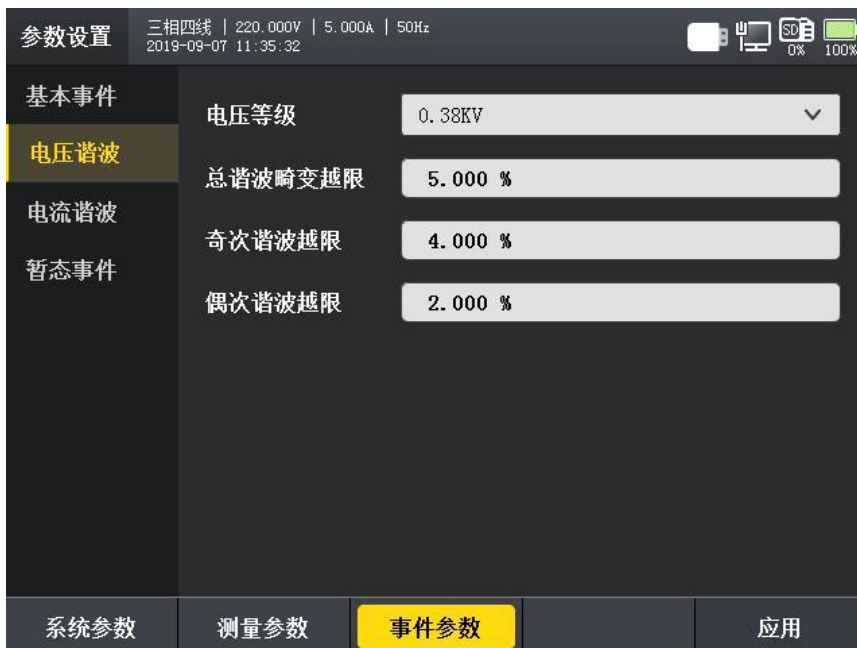 参数设置
三相四线 | 220.000V | 5.000A | 50Hz
2019-09-07 11:35:32
SD
0%
100%
基本事件
电压谐波
电流谐波
暂态事件
电压等级
0.38KV
总谐波畸变越限
5.000 %
奇次谐波越限
4.000 %
偶次谐波越限
2.000 %
系统参数
测量参数
事件参数
应用